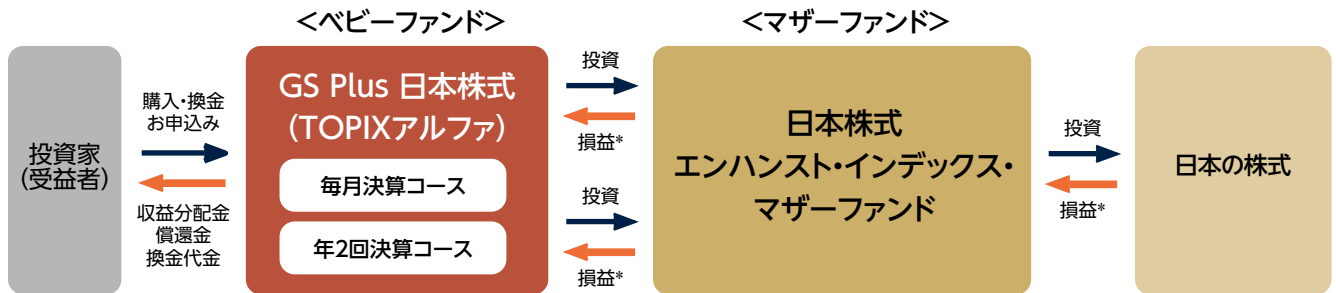 <ベビーファンド>
<マザーファンド>
投資家
(受益者)
購入・換金
お申込み
収益分配金
償還金
換金代金
GS Plus 日本株式
(TOPIXアルファ)
毎月決算コース
年2回決算コース
投資
損益*
投資
損益*
日本株式
エンハンスト・インデックス・
マザーファンド
投資
損益*
日本の株式